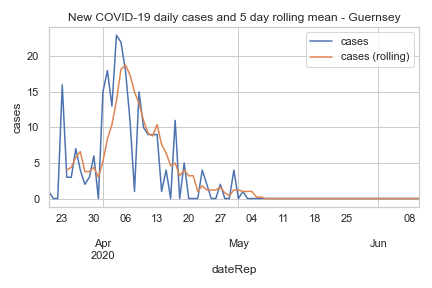 New COVID-19 daily cases and 5 day rolling mean - Guernsey
cases
cases (rolling)
cases
20
15
10
5
0
23 30 06 13 20 27 04 11 18 25 08
Apr May Jun
2020
dateRep